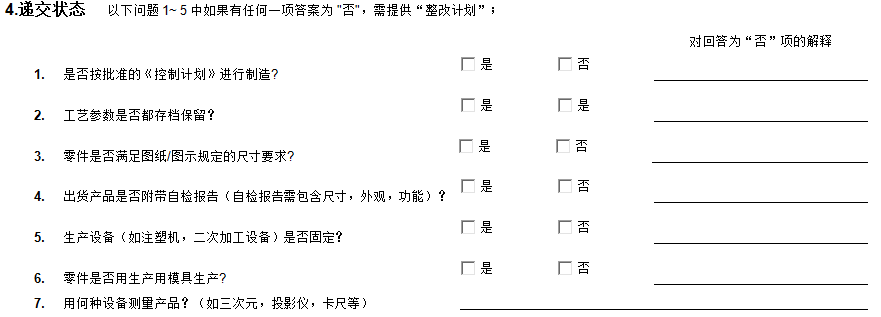 4.递交状态 以下问题 1~ 5 中如果有任何一项答案为 "否"，需提供“整改计划”；
对回答为“否”项的解释
1. 是否按批准的《控制计划》进行制造? 是 否
2. 工艺参数是否都存档保留？ 是 是
3. 零件是否满足图纸/图示规定的尺寸要求? 是 否
4. 出货产品是否附带自检报告（自检报告需包含尺寸，外观，功能）？ 是 否
5. 生产设备（如注塑机，二次加工设备）是否固定？ 是 否
6. 零件是否用生产用模具生产? 是 否
7. 用何种设备测量产品？（如三次元，投影仪，卡尺等）